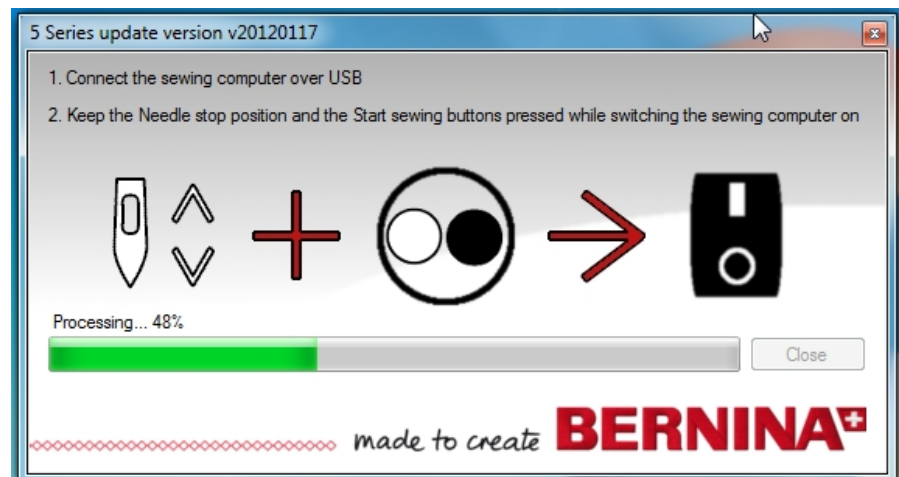 5 Series update version v20120117
1. Connect the sewing computer over USB
2. Keep the Needle stop position and the Start sewing buttons pressed while switching the sewing computer on
Processing... 48%
Close
made to create BERNINA